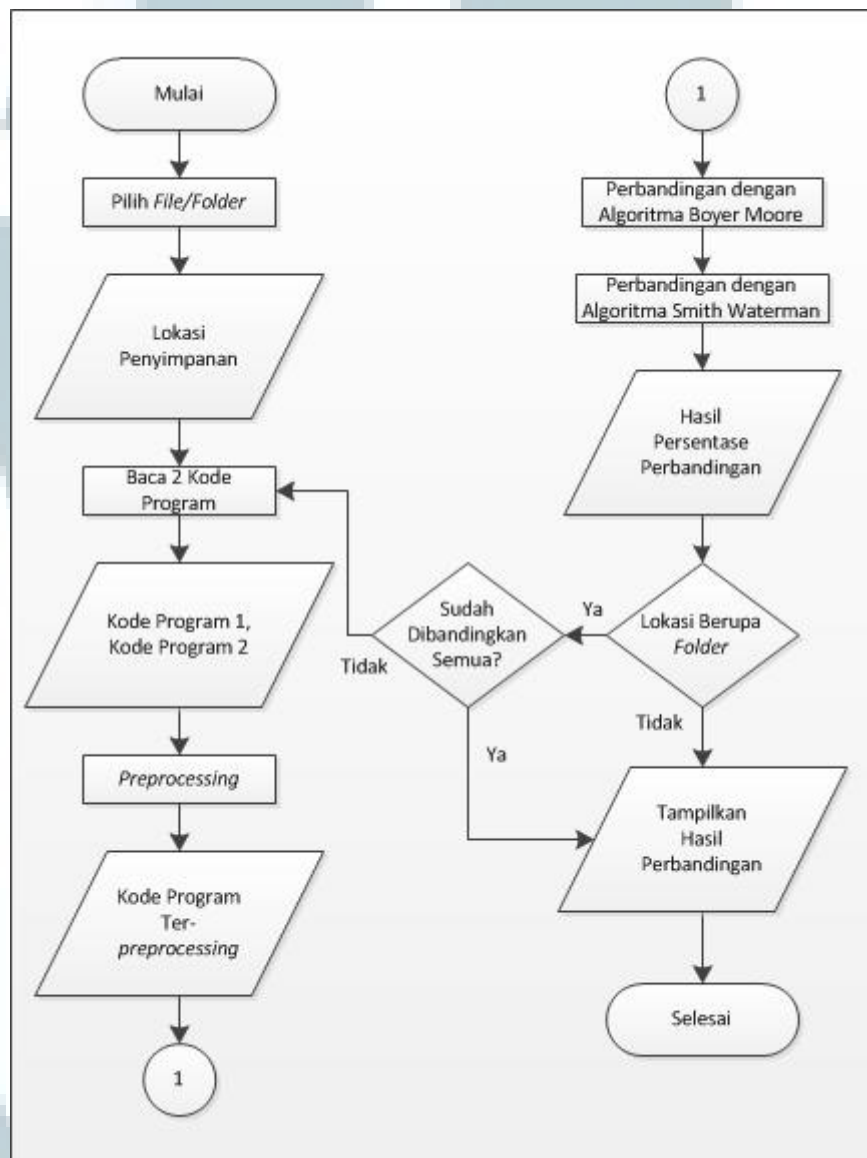 Mulai
Pilih File/Folder
Lokasi
Penyimpanan
Baca 2 Kode
Program
Kode Program 1,
Kode Program 2
Preprocessing
Kode Program
Ter-
preprocessing
1
1
Perbandingan dengan
Algoritma Boyer Moore
Perbandingan dengan
Algoritma Smith Waterman
Hasil
Persentase
Perbandingan
Lokasi Berupa
Folder
Ya
Tidak
Sudah
Dibandingkan
Semua?
Tidak
Ya
Tampilkan
Hasil
Perbandingan
Selesai